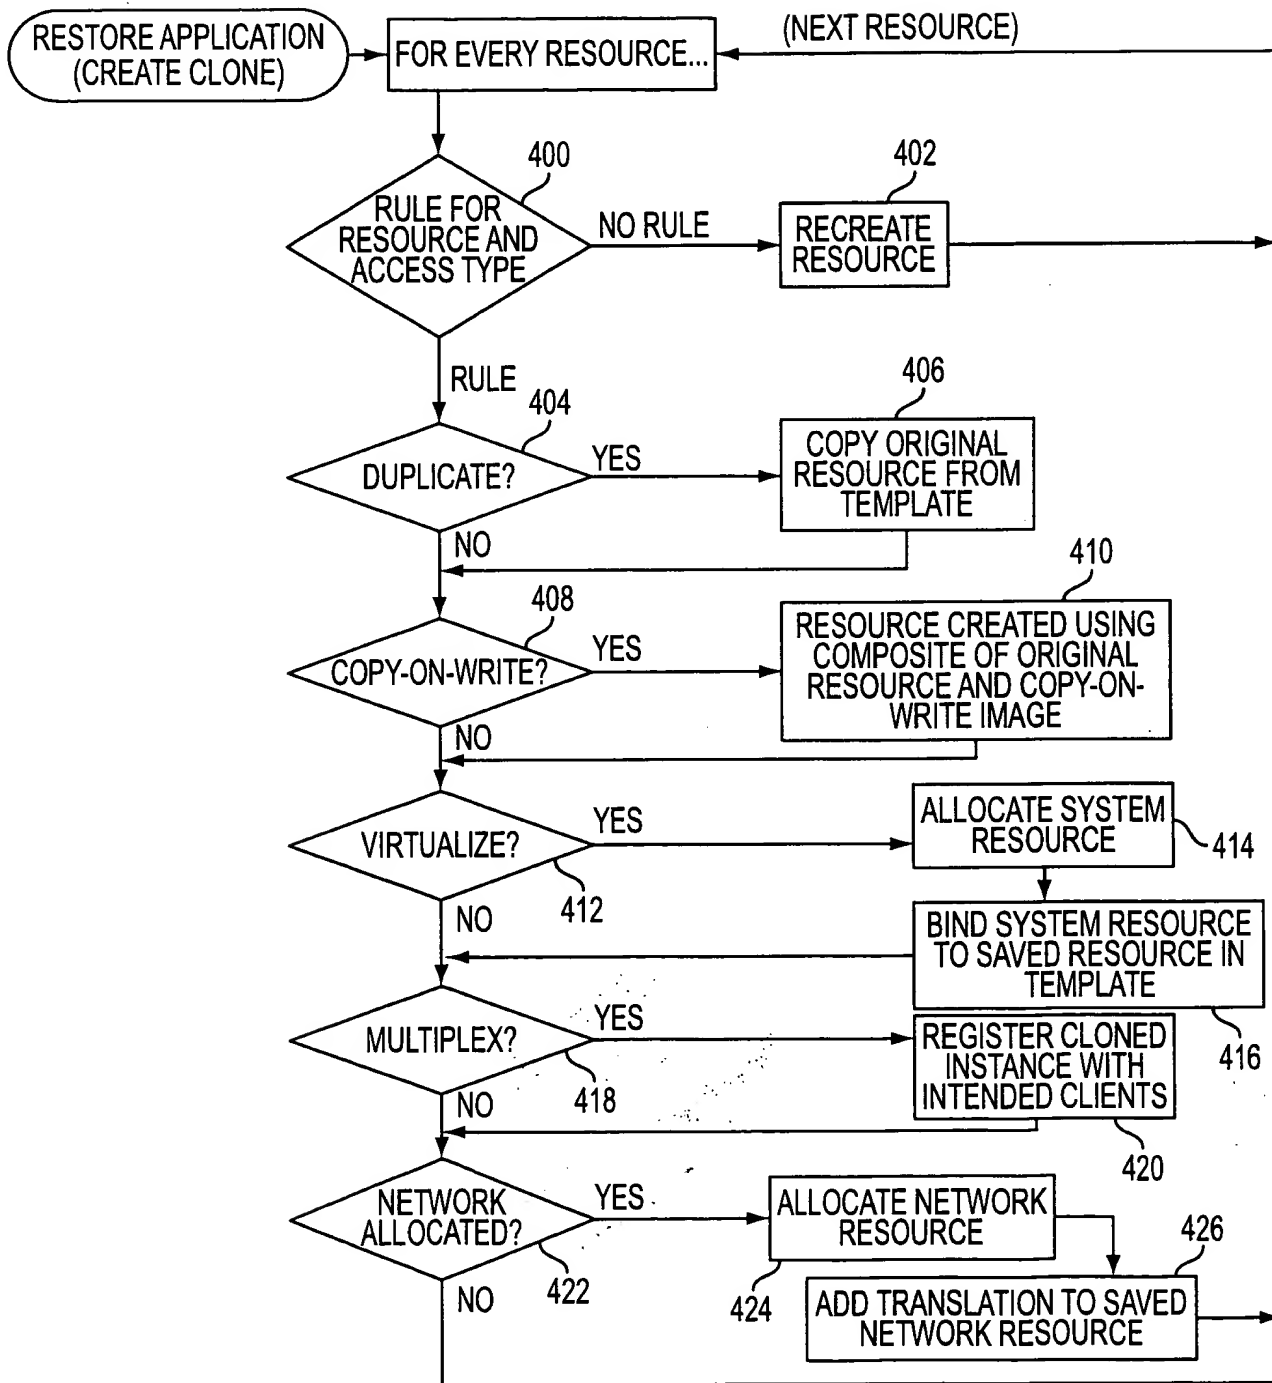 RESTORE APPLICATION
(CREATE CLONE)
FOR EVERY RESOURCE...
(NEXT RESOURCE)
400
RULE FOR
RESOURCE AND
ACCESS TYPE
NO RULE
402
RECREATE
RESOURCE
RULE
404
DUPLICATE?
YES
406
COPY ORIGINAL
RESOURCE FROM
TEMPLATE
NO
408
COPY-ON-WRITE?
YES
410
RESOURCE CREATED USING
COMPOSITE OF ORIGINAL
RESOURCE AND COPY-ON-
WRITE IMAGE
NO
VIRTUALIZE?
412
YES
ALLOCATE SYSTEM
RESOURCE
414
BIND SYSTEM RESOURCE
TO SAVED RESOURCE IN
TEMPLATE
416
NO
MULTIPLEX?
418
YES
REGISTER CLONED
INSTANCE WITH
INTENDED CLIENTS
420
NO
NETWORK
ALLOCATED?
422
YES
ALLOCATE NETWORK
RESOURCE
424
426
ADD TRANSLATION TO SAVED
NETWORK RESOURCE
NO